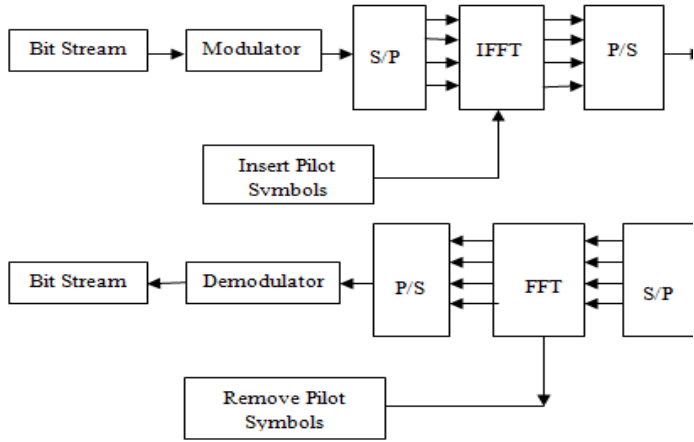 Bit Stream
Modulator
S/P
IFFT
P/S
Insert Pilot
Symbols
Bit Stream
Demodulator
P/S
FFT
S/P
Remove Pilot
Symbols